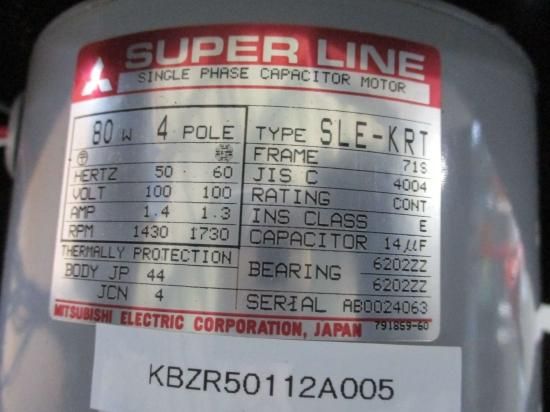 SUPER LINE
SINGLE PHASE CAPACITOR MOTOR
80 W 4 POLE
HERTZ 50 60
VOLT 100 100
AMP 1.4 1.3
RPM 1430 1730
THERMALLY PROTECTION
BODY JP 44
JCN 4
TYPE SLE-KRT
FRAME 71S
JIS C 4004
RATING CONT
INS CLASS E
CAPACITOR 14μF
BEARING 6202ZZ
6202ZZ
SERIAL AB0024063
MITSUBISHI ELECTRIC CORPORATION, JAPAN 791859-60
KBZR50112A005